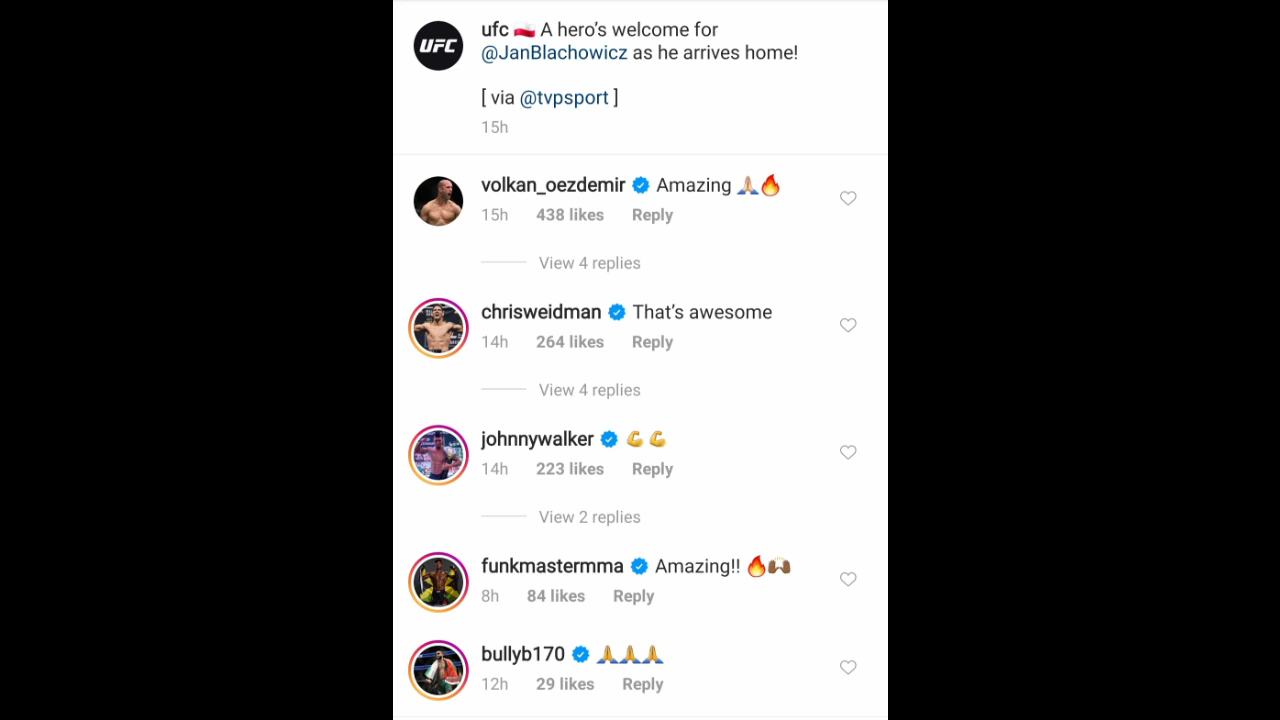 UFC
ufc 🇵🇱 A hero's welcome for
@JanBlachowicz as he arrives home!
[ via @tvpsport ]
15h
volkan_oezdemir Amazing 🙏🏼🔥
15h 438 likes Reply
View 4 replies
chrisweidman That's awesome
14h 264 likes Reply
View 4 replies
johnnywalker 💪💪
14h 223 likes Reply
View 2 replies
funkmastermma Amazing!! 🔥🙌🏾
8h 84 likes Reply
bullyb170 🙏🙏🙏
12h 29 likes Reply